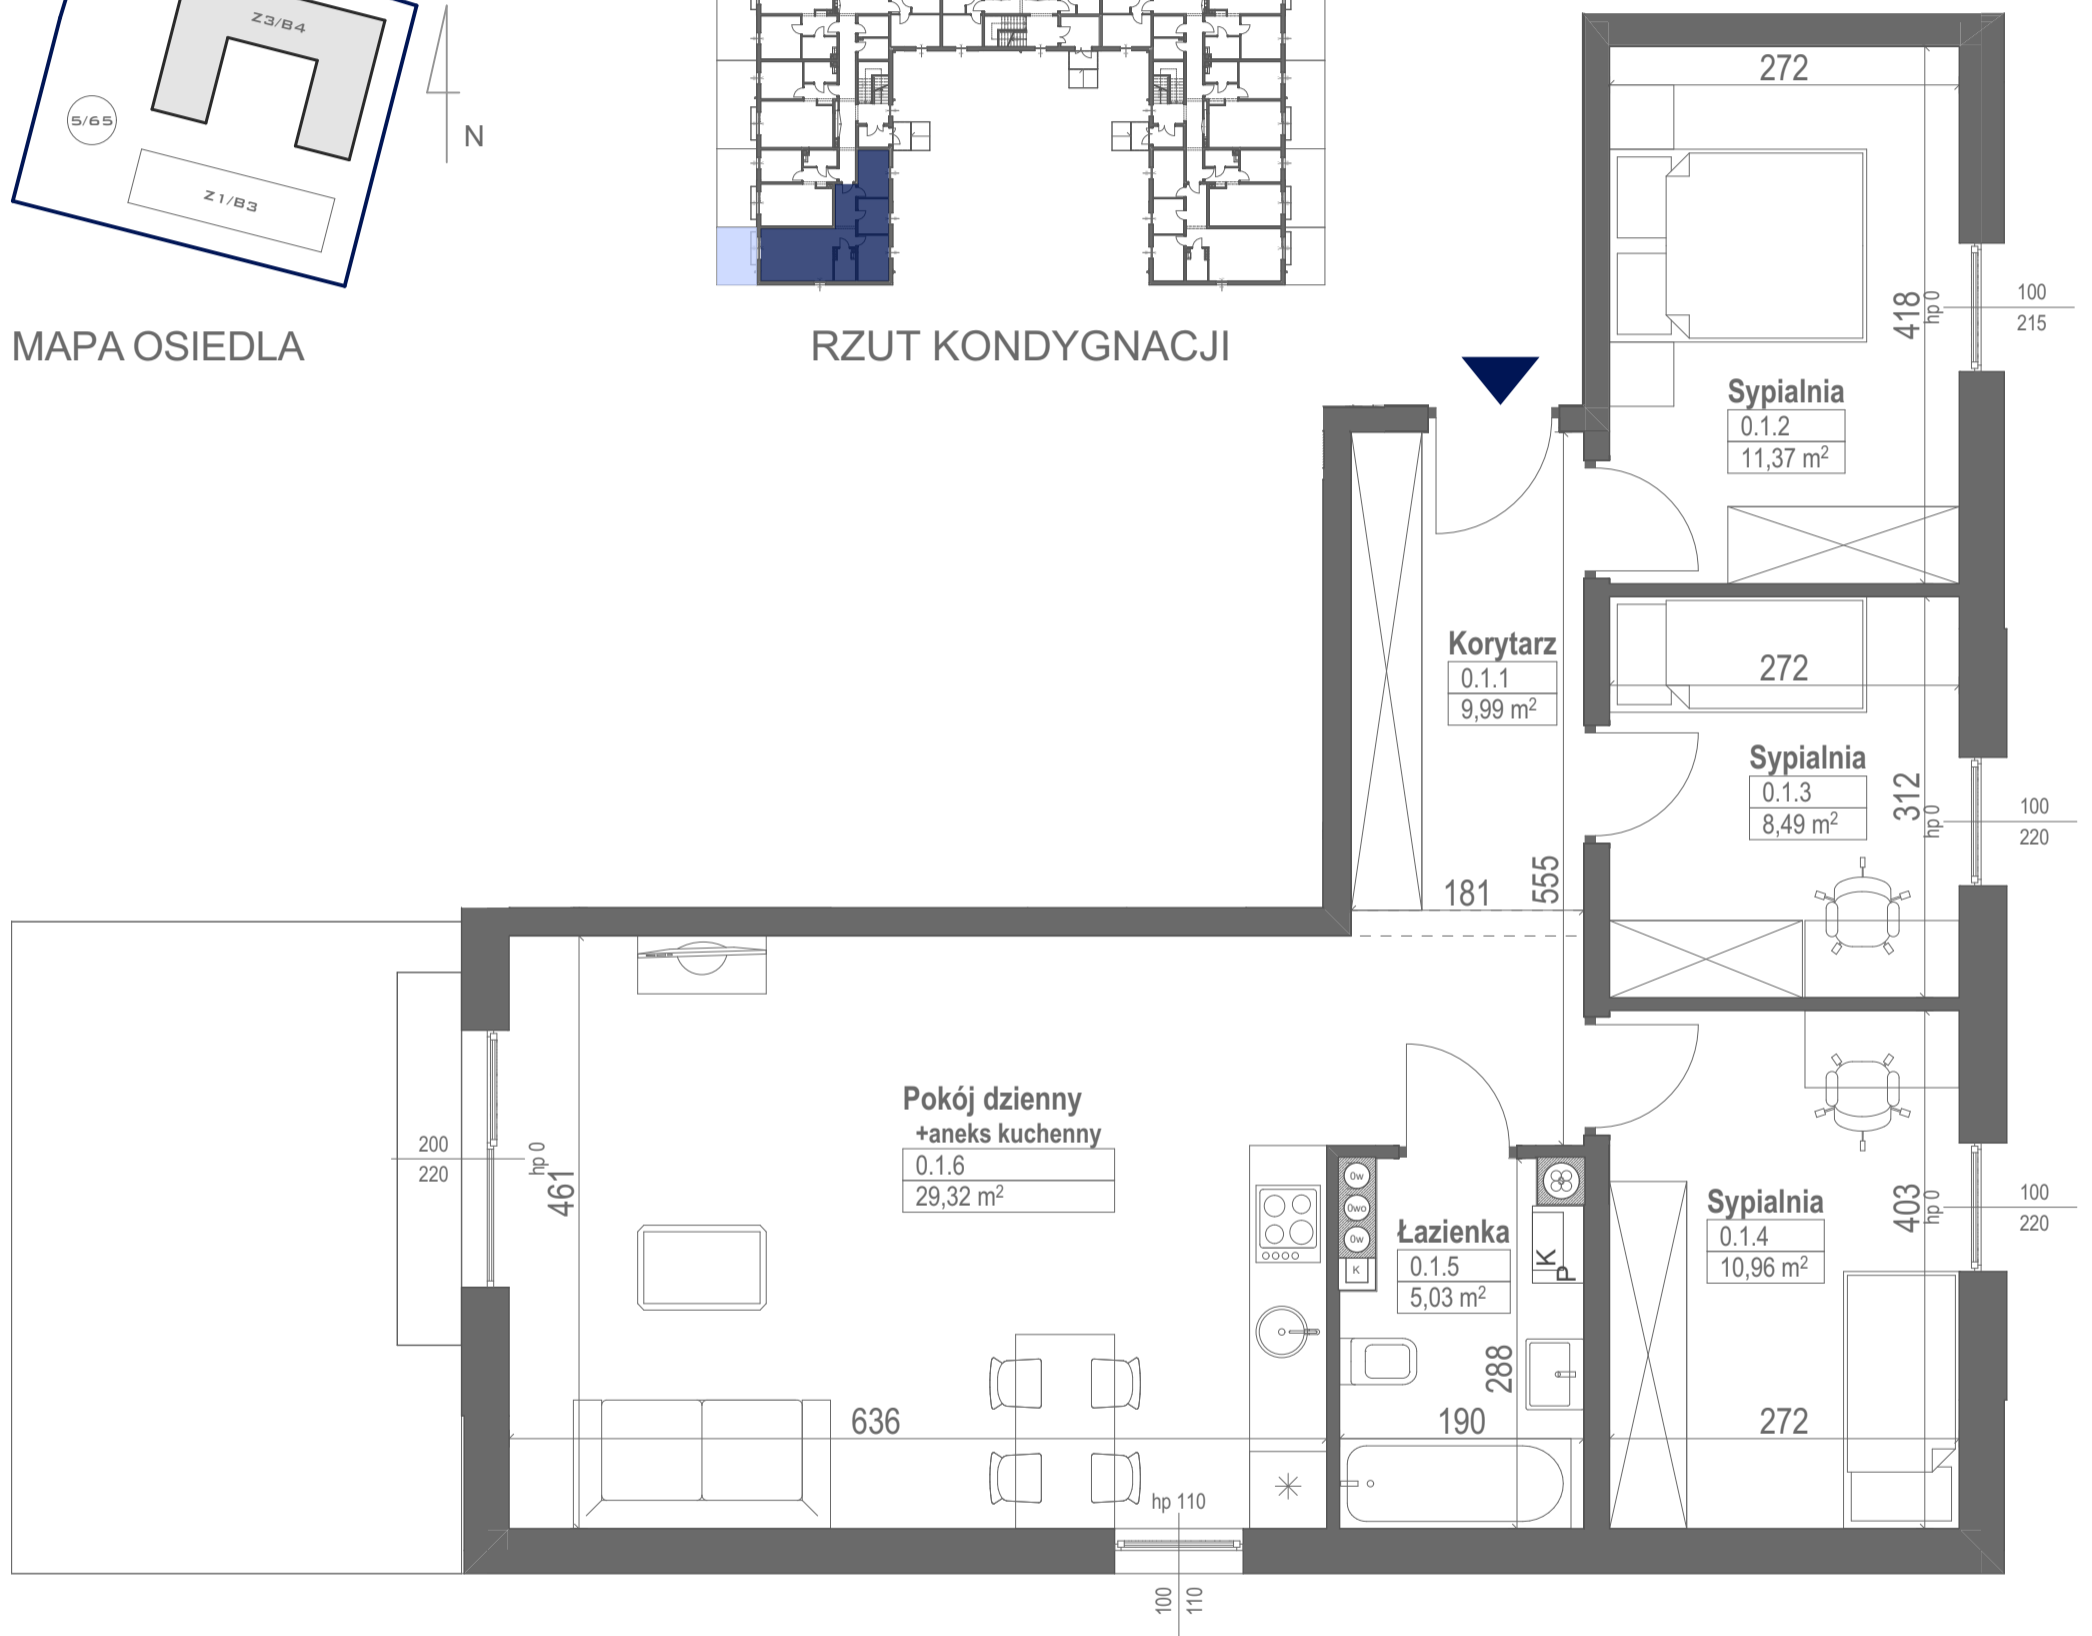 Z3/B4
5/65
Z1/B3
N
MAPA OSIEDLA
RZUT KONDYGNACJI
272
418
hp 0
100
215
Sypialnia
0.1.2
11,37 m²
Korytarz
0.1.1
9,99 m²
272
Sypialnia
0.1.3
8,49 m²
312
hp 0
100
220
181
555
Pokój dzienny
+aneks kuchenny
0.1.6
29,32 m²
200
220
hp 0
461
0w
0wo
0w
K
Łazienka
0.1.5
5,03 m²
K
P
Sypialnia
0.1.4
10,96 m²
403
hp 0
100
220
288
636
190
272
hp 110
100
110